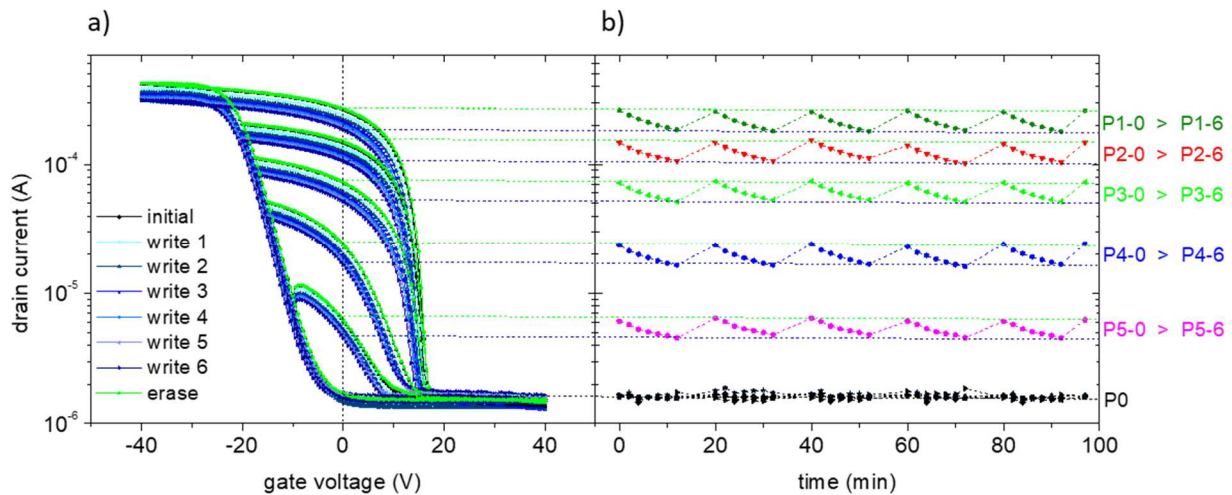 a)
b)
drain current (A)
10⁻⁴
10⁻⁵
10⁻⁶
initial
write 1
write 2
write 3
write 4
write 5
write 6
erase
-40
-20
0
20
40
gate voltage (V)
P1-0 > P1-6
P2-0 > P2-6
P3-0 > P3-6
P4-0 > P4-6
P5-0 > P5-6
P0
0
20
40
60
80
100
time (min)